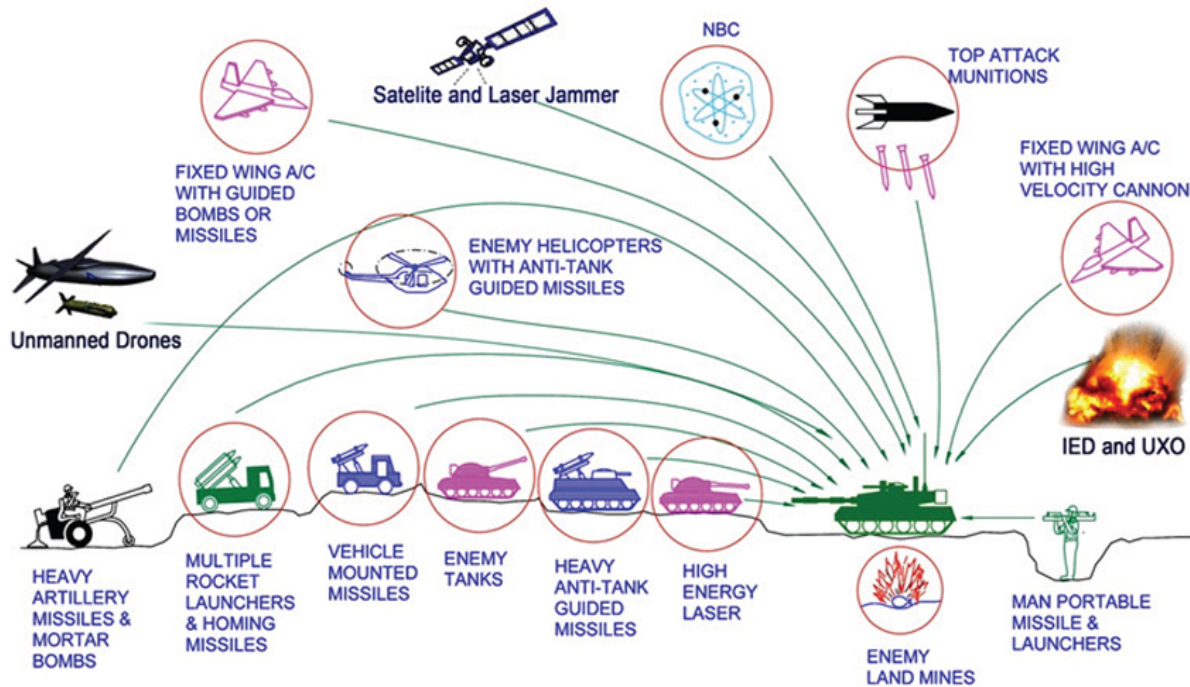 NBC
TOP ATTACK
MUNITIONS
Satelite and Laser Jammer
FIXED WING A/C
WITH GUIDED
BOMBS OR
MISSILES
FIXED WING A/C
WITH HIGH
VELOCITY CANNON
ENEMY HELICOPTERS
WITH ANTI-TANK
GUIDED MISSILES
Unmanned Drones
IED and UXO
HEAVY
ARTILLERY
MISSILES &
MORTAR
BOMBS
MULTIPLE
ROCKET
LAUNCHERS
& HOMING
MISSILES
VEHICLE
MOUNTED
MISSILES
ENEMY
TANKS
HEAVY
ANTI-TANK
GUIDED
MISSILES
HIGH
ENERGY
LASER
ENEMY
LAND MINES
MAN PORTABLE
MISSILE &
LAUNCHERS